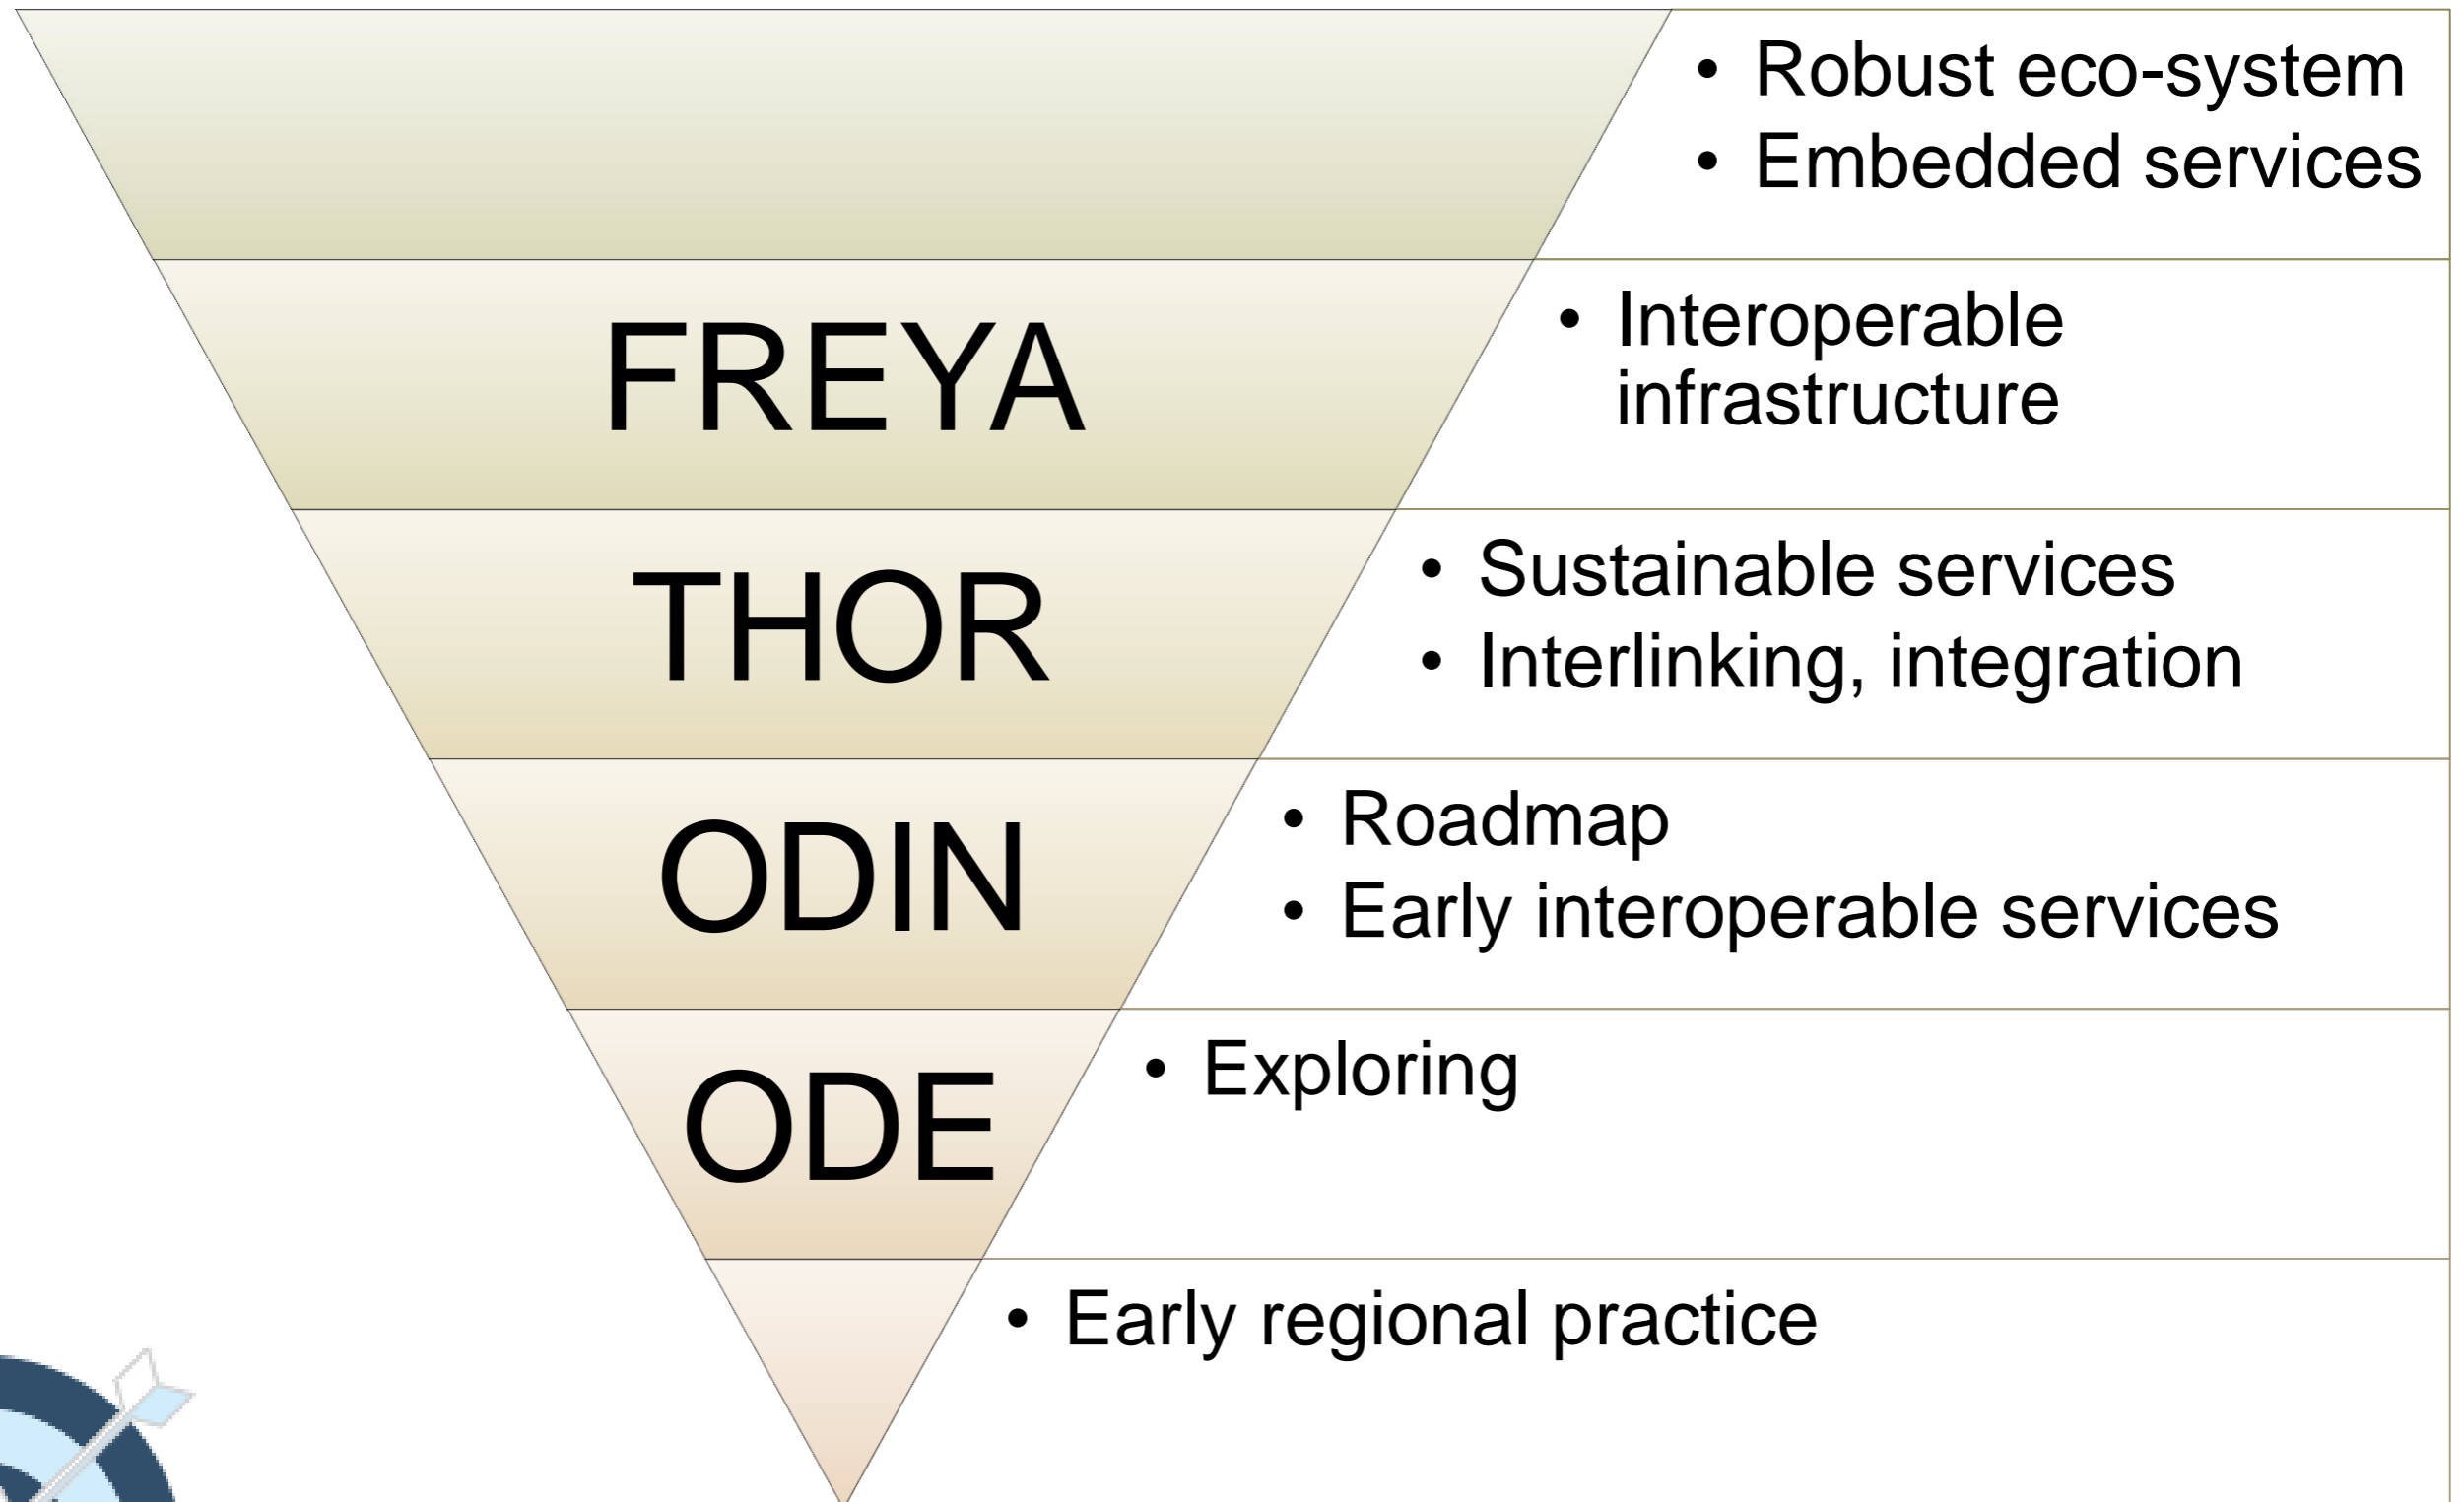 • Robust eco-system
• Embedded services
FREYA
• Interoperable
infrastructure
THOR
• Sustainable services
• Interlinking, integration
ODIN
• Roadmap
• Early interoperable services
ODE
• Exploring
• Early regional practice